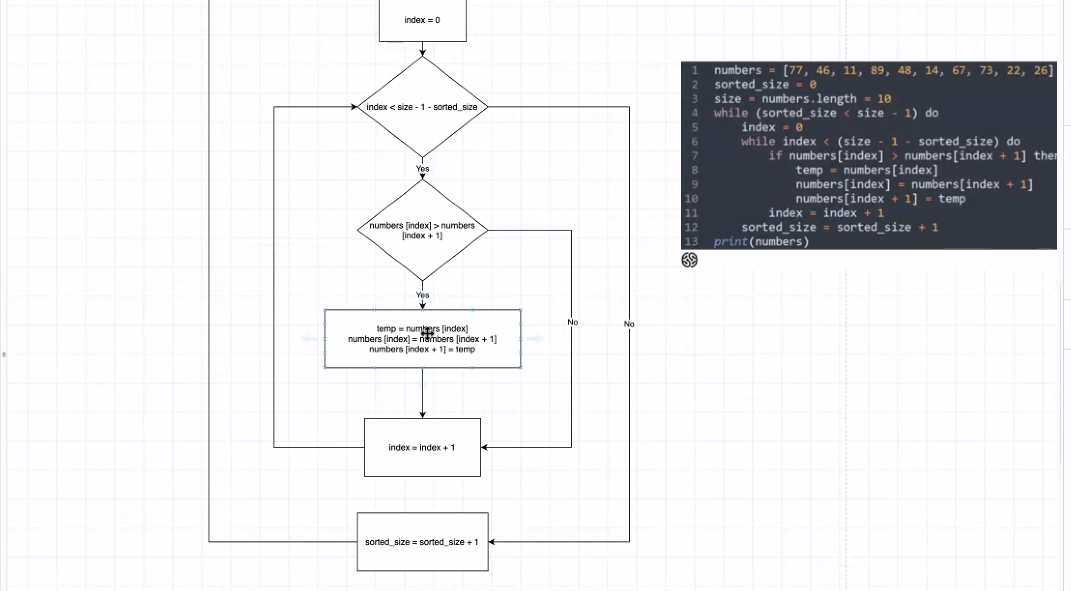 index = 0
index < size - 1 - sorted_size
Yes
numbers [index] > numbers
[index + 1]
Yes
temp = numbers [index]
numbers [index] = numbers [index + 1]
numbers [index + 1] = temp
No
No
index = index + 1
sorted_size = sorted_size + 1
1 numbers = [77, 46, 11, 89, 48, 14, 67, 73, 22, 26]
2 sorted_size = 0
3 size = numbers.length = 10
4 while (sorted_size < size - 1) do
5 index = 0
6 while index < (size - 1 - sorted_size) do
7 if numbers[index] > numbers[index + 1] then
8 temp = numbers[index]
9 numbers[index] = numbers[index + 1]
10 numbers[index + 1] = temp
11 index = index + 1
12 sorted_size = sorted_size + 1
13 print(numbers)